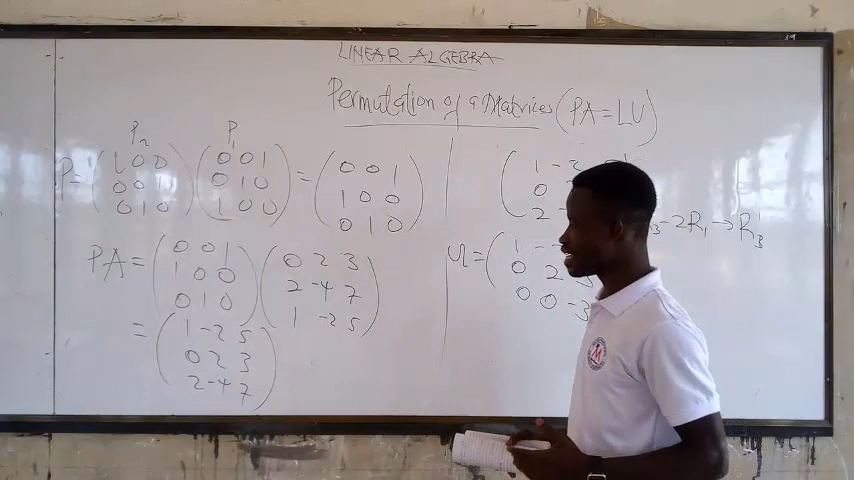 LINEAR ALGEBRA
Permutation of a Matrices (PA = LU)
P2 P1
P = (1 0 0) (0 0 1) = (0 0 1)
(0 0 1) (0 1 0) (1 0 0)
(0 1 0) (1 0 0) (0 1 0)
PA = (0 0 1) (0 2 3)
(1 0 0) (2 -4 7)
(0 1 0) (1 -2 5)
= (1 -2 5)
(0 2 3)
(2 -4 7)
1 -2
0
2
-2R1 → R3'
U = (1
0 2
0 0 -3